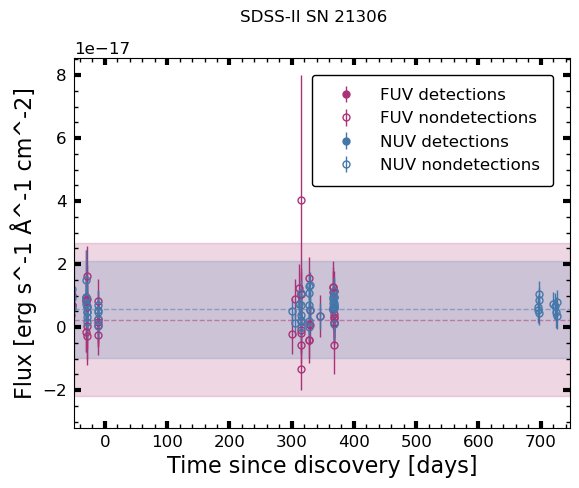 SDSS-II SN 21306
1e−17
FUV detections
FUV nondetections
NUV detections
NUV nondetections
8
6
4
2
0
−2
Flux [erg s^-1 Å^-1 cm^-2]
0 100 200 300 400 500 600 700
Time since discovery [days]